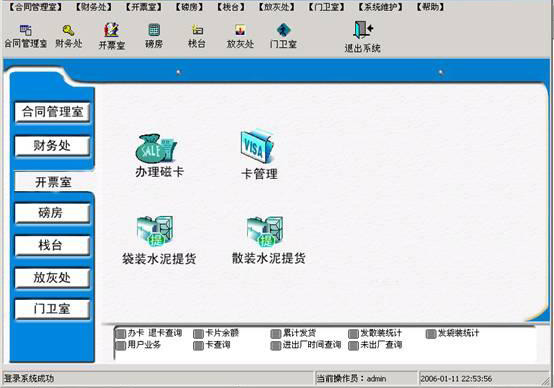 【合同管理室】 【财务处】 【开票室】 【磅房】 【栈台】 【放灰处】 【门卫室】 【系统维护】 【帮助】
合同管理室 财务处 开票室 磅房 栈台 放灰处 门卫室 退出系统
合同管理室
财务处
开票室
磅房
栈台
放灰处
门卫室
SALE VISA
办理磁卡 卡管理
提 提
袋装水泥提货 散装水泥提货
办卡 退卡查询 卡片余额 累计发货 发散装统计 发袋装统计
用户业务 卡查询 进出厂时间查询 未出厂查询
登录系统成功 当前操作员：admin 2006-01-11 22:53:56